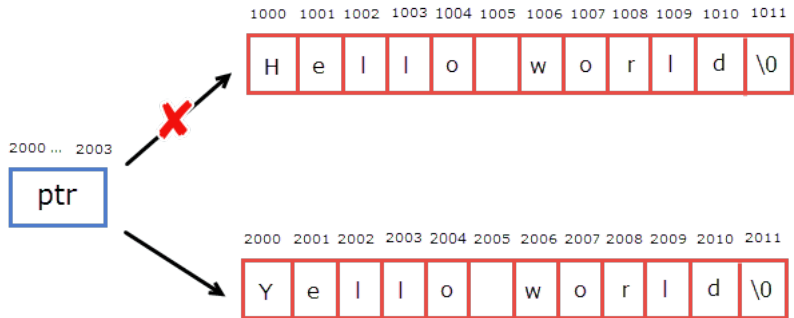 1000 1001 1002 1003 1004 1005 1006 1007 1008 1009 1010 1011
H e l l o w o r l d \0
2000 ... 2003
ptr
2000 2001 2002 2003 2004 2005 2006 2007 2008 2009 2010 2011
Y e l l o w o r l d \0